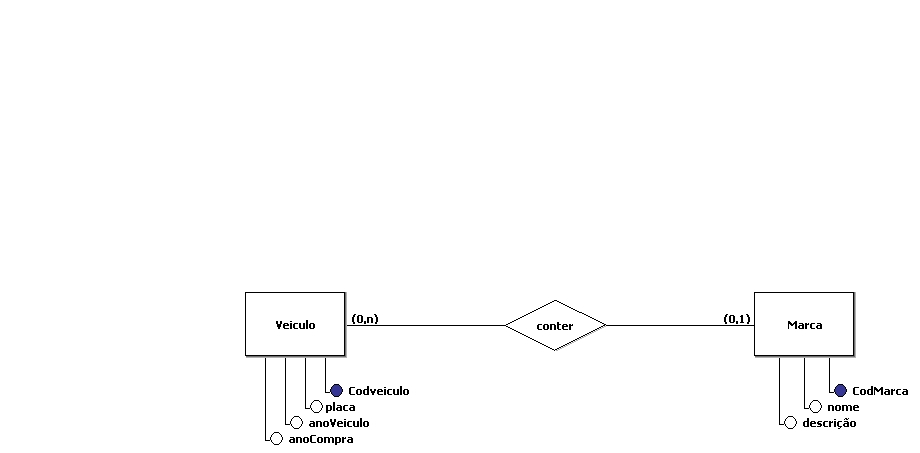 Veiculo
(0,n)
conter
(0,1)
Marca
Codveiculo
placa
anoVeiculo
anoCompra
CodMarca
nome
descrição